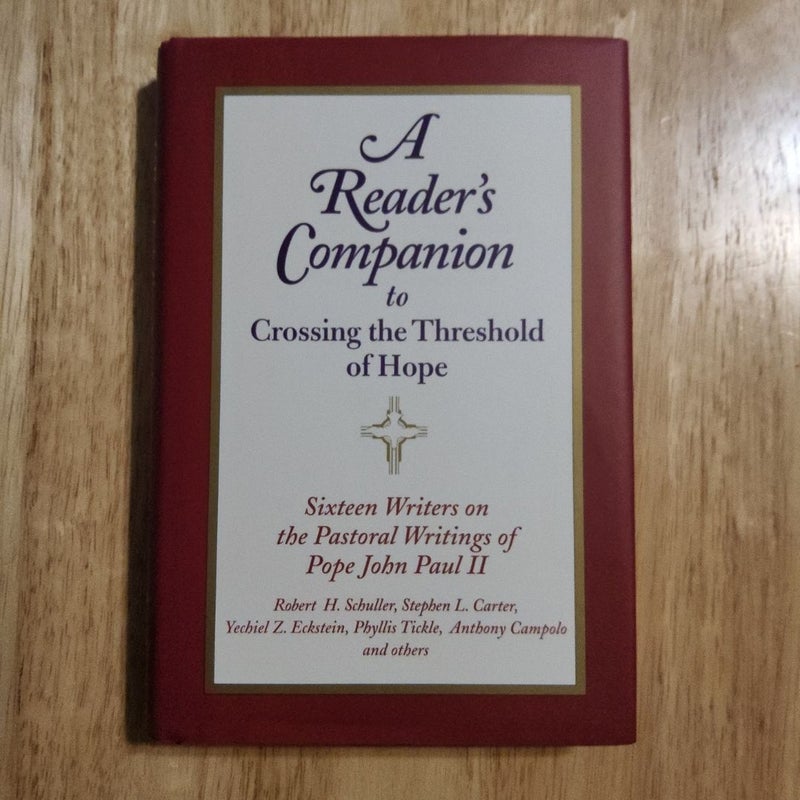 A
Reader's
Companion
to
Crossing the Threshold
of Hope
Sixteen Writers on
the Pastoral Writings of
Pope John Paul II
Robert H. Schuller, Stephen L. Carter,
Yechiel Z. Eckstein, Phyllis Tickle, Anthony Campolo
and others